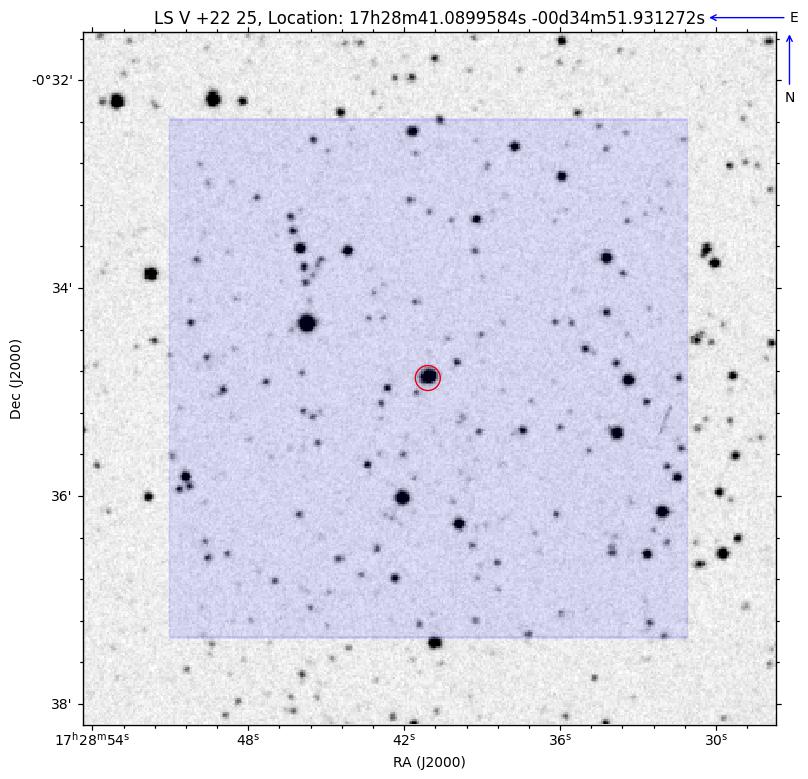 LS V +22 25, Location: 17h28m41.0899584s -00d34m51.931272s
E
N
-0°32'
34'
36'
38'
Dec (J2000)
17ʰ28ᵐ54ˢ
48ˢ
42ˢ
36ˢ
30ˢ
RA (J2000)